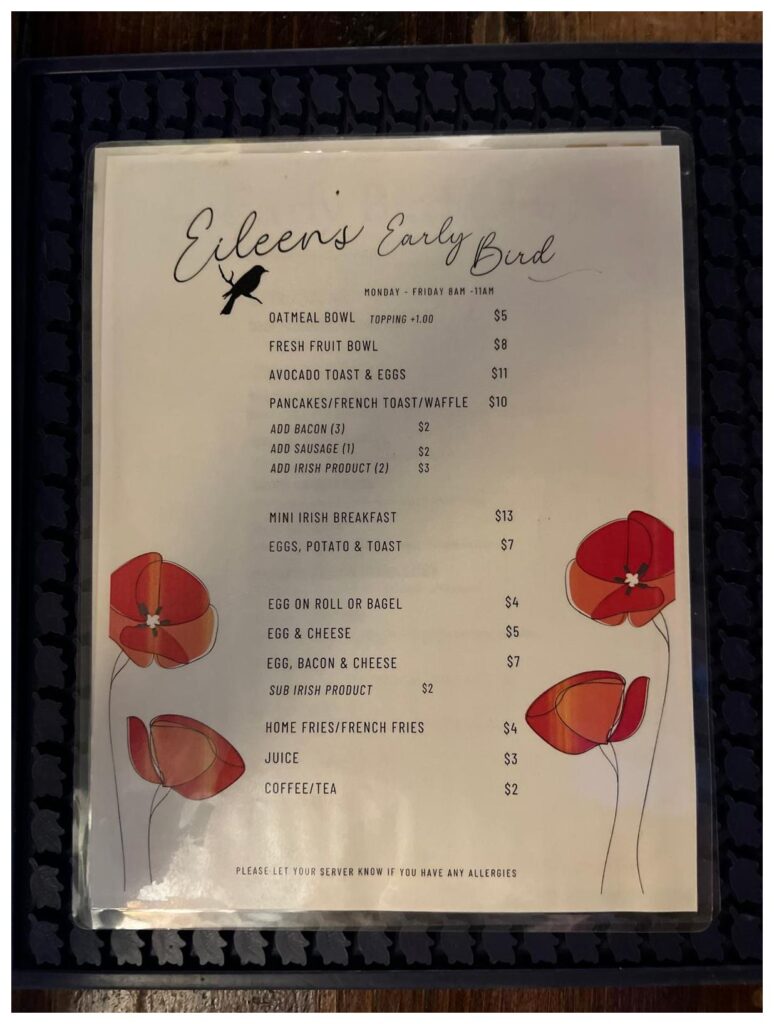 Eileens Early Bird
MONDAY - FRIDAY 8AM -11AM
OATMEAL BOWL TOPPING +1.00 $5
FRESH FRUIT BOWL $8
AVOCADO TOAST & EGGS $11
PANCAKES/FRENCH TOAST/WAFFLE $10
ADD BACON (3) $2
ADD SAUSAGE (1) $2
ADD IRISH PRODUCT (2) $3
MINI IRISH BREAKFAST $13
EGGS, POTATO & TOAST $7
EGG ON ROLL OR BAGEL $4
EGG & CHEESE $5
EGG, BACON & CHEESE $7
SUB IRISH PRODUCT $2
HOME FRIES/FRENCH FRIES $4
JUICE $3
COFFEE/TEA $2
PLEASE LET YOUR SERVER KNOW IF YOU HAVE ANY ALLERGIES